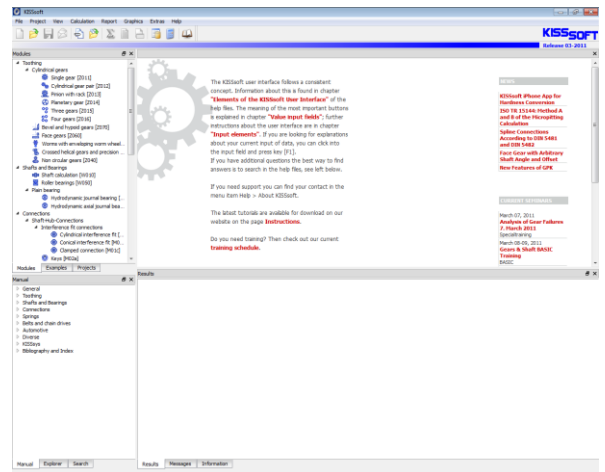 KISSsoft
File Project View Calculation Report Graphics Extras Help
KISSsoft
Release 03-2011
Modules
Teothing
Cylindrical gears
Single gear [Z011]
Cylindrical gear pair [Z012]
Pinion with rack [Z013]
Planetary gear [Z014]
Three gears [Z015]
Four gears [Z016]
Bevel and hypoid gears [Z070]
Face gears [Z060]
Worms with enveloping worm wheel...
Crossed helical gears and precision ...
Non circular gears [Z040]
Shafts and Bearings
Shaft calculation [W010]
Roller bearings [W050]
Plain bearing
Hydrodynamic journal bearing [...
Hydrodynamic axial journal bea...
Connections
Shaft-Hub-Connections
Interference fit connections
Cylindrical interference fit [...
Conical interference fit [M0...
Clamped connection [M01c]
Keys [M02a]
Modules Examples Projects
The KISSsoft user interface follows a consistent
concept. Information about this is found in chapter
"Elements of the KISSsoft User Interface" of the
help files. The meaning of the most important buttons
is explained in chapter "Value input fields"; further
instructions about the user interface are in chapter
"Input elements". If you are looking for explanations
about your current input of data, you can click into
the input field and press key [F1].
If you have additional questions the best way to find
answers is to search in the help files, see left below.
If you need support you can find your contact in the
menu item Help > About KISSsoft.
The latest tutorials are available for download on our
website on the page Instructions.
Do you need training? Then check out our current
training schedule.
NEWS
KISSsoft iPhone App for
Hardness Conversion
ISO TR 15144: Method A
and B of the Micropitting
Calculation
Spline Connections
According to DIN 5481
and DIN 5482
Face Gear with Arbitrary
Shaft Angle and Offset
New Features of GPK
CURRENT SEMINARS
March 07, 2011
Analysis of Gear Failures
7. March 2011
Specialtraining
March 08-09, 2011
Gears & Shaft BASIC
Training
BASIC
Manual
General
Toothing
Shafts and Bearings
Connections
Springs
Belts and chain drives
Automotive
Diverse
KISSsys
Bibliography and Index
Manual Explorer Search
Results
Results Messages Information